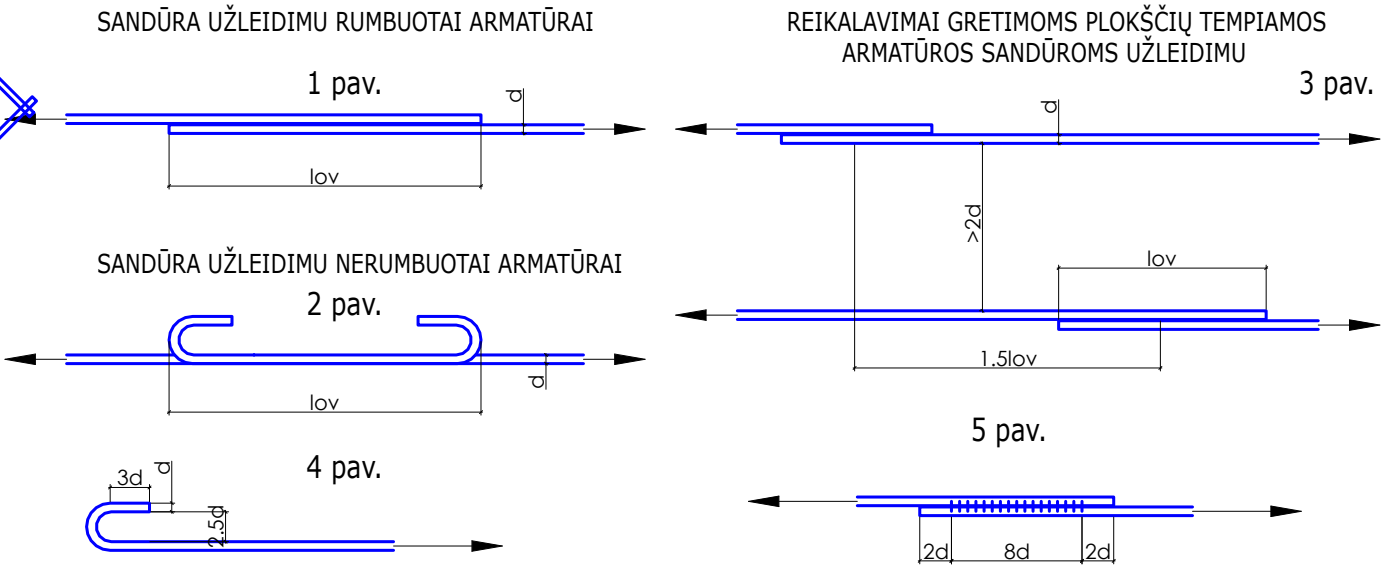 SANDŪRA UŽLEIDIMU RUMBUOTAI ARMATŪRAI
1 pav.
d
lov
SANDŪRA UŽLEIDIMU NERUMBUOTAI ARMATŪRAI
2 pav.
d
lov
4 pav.
3d
d
2.5d
REIKALAVIMAI GRETIMOMS PLOKŠČIŲ TEMPIAMOS
ARMATŪROS SANDŪROMS UŽLEIDIMU
3 pav.
d
>2d
lov
1.5lov
5 pav.
2d
8d
2d